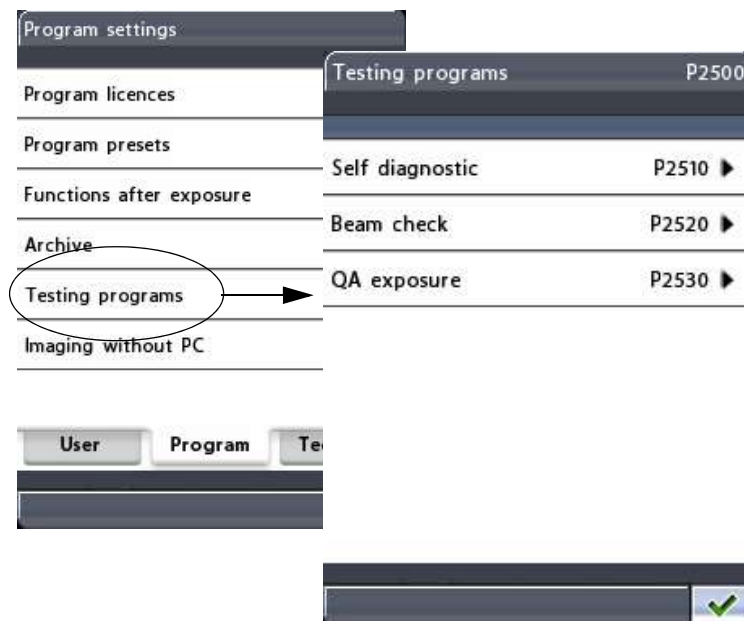 Program settings
Program licences
Program presets
Functions after exposure
Archive
Testing programs
Imaging without PC
User Program Te
Testing programs P2500
Self diagnostic P2510
Beam check P2520
QA exposure P2530